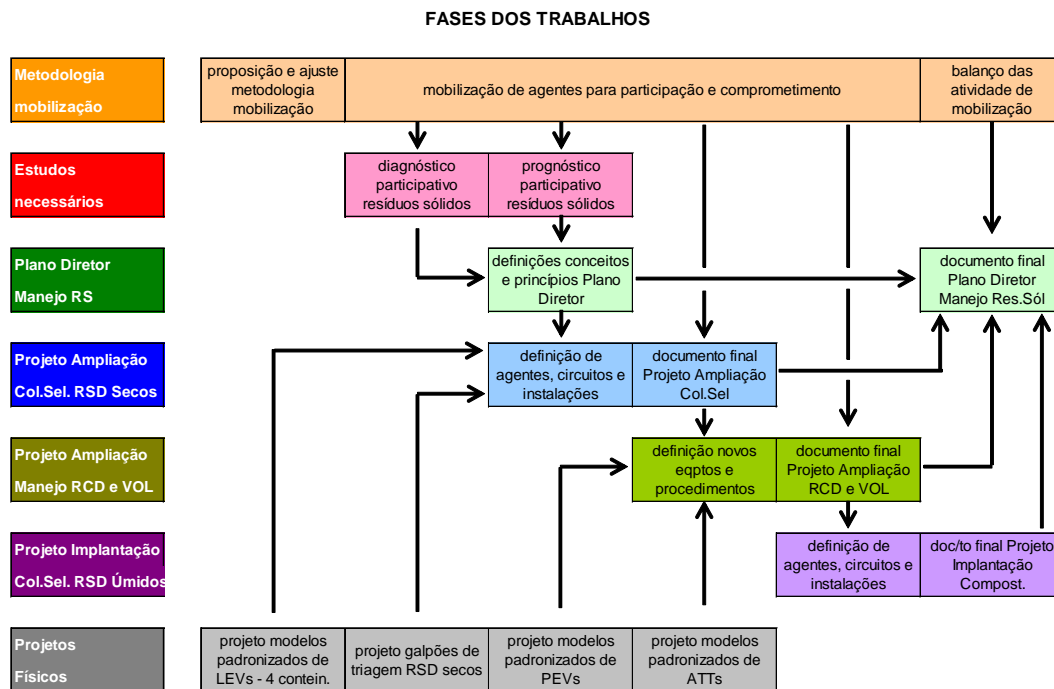 FASES DOS TRABALHOS
Metodologia
mobilização
proposição e ajuste
metodologia
mobilização
mobilização de agentes para participação e comprometimento
balanço das
atividade de
mobilização
Estudos
necessários
diagnóstico
participativo
resíduos sólidos
prognóstico
participativo
resíduos sólidos
Plano Diretor
Manejo RS
definições conceitos
e princípios Plano
Diretor
documento final
Plano Diretor
Manejo Res.Sól
Projeto Ampliação
Col.Sel. RSD Secos
definição de
agentes, circuitos e
instalações
documento final
Projeto Ampliação
Col.Sel
Projeto Ampliação
Manejo RCD e VOL
definição novos
eqptos e
procedimentos
documento final
Projeto Ampliação
RCD e VOL
Projeto Implantação
Col.Sel. RSD Úmidos
definição de
agentes, circuitos e
instalações
doc/to final Projeto
Implantação
Compost.
Projetos
Físicos
projeto modelos
padronizados de
LEVs - 4 contein.
projeto galpões de
triagem RSD secos
projeto modelos
padronizados de
PEVs
projeto modelos
padronizados de
ATTs